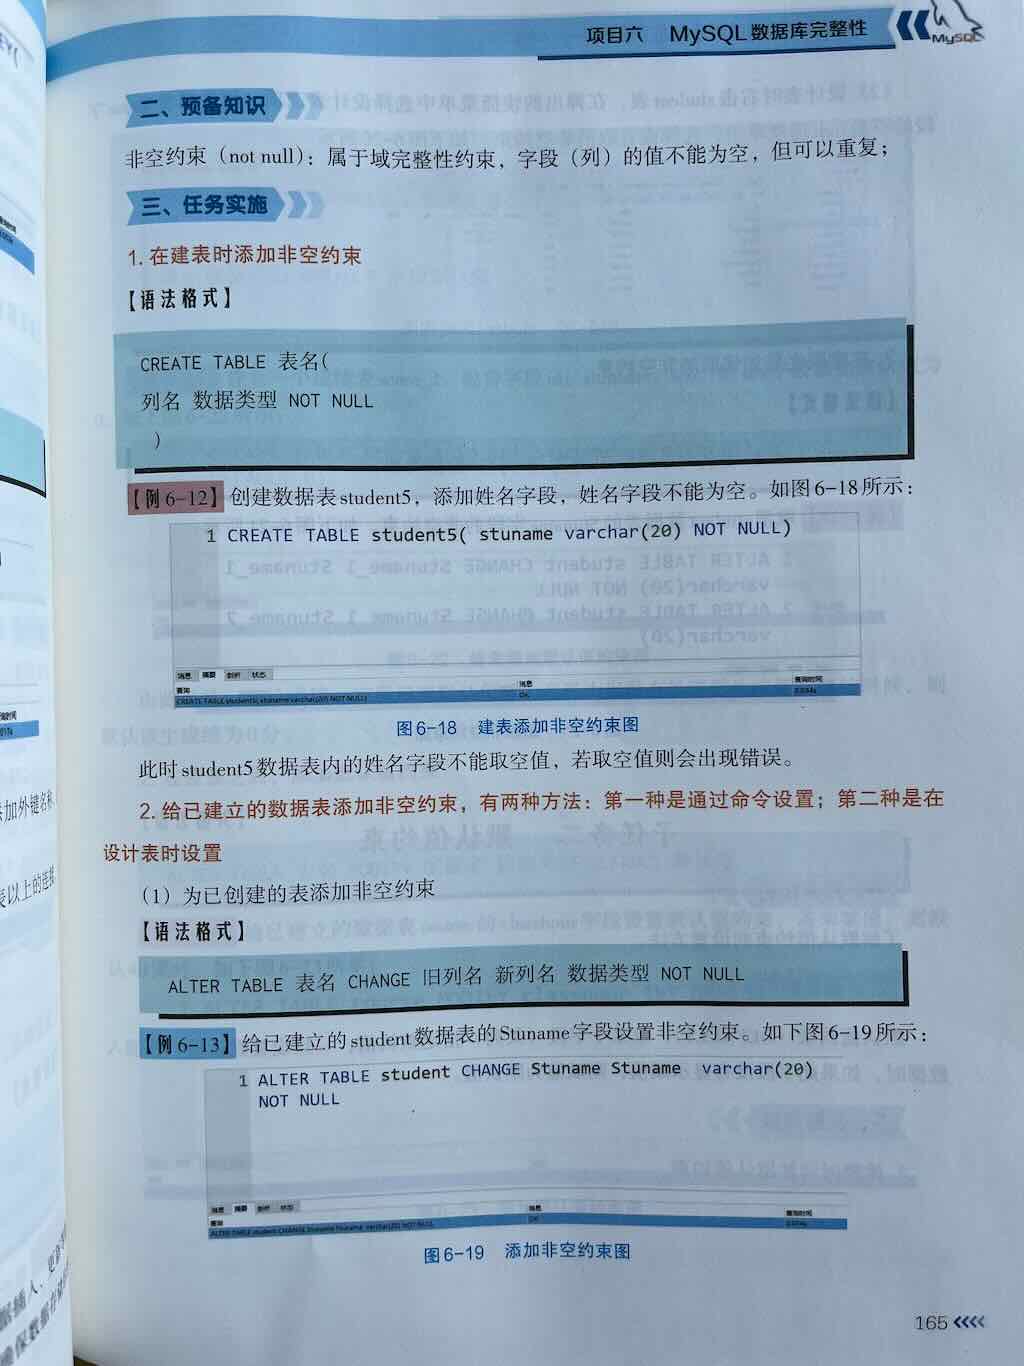 项目六 MySQL数据库完整性
MySQL
二、预备知识
非空约束（not null）：属于域完整性约束，字段（列）的值不能为空，但可以重复；
三、任务实施
1. 在建表时添加非空约束
【语法格式】
CREATE TABLE 表名(
列名 数据类型 NOT NULL
)
【例 6-12】创建数据表student5，添加姓名字段，姓名字段不能为空。如图6-18所示：
1 CREATE TABLE student5( stuname varchar(20) NOT NULL)
消息 摘要 剖析 状态
查询 消息 查询时间
CREATE TABLE student5( stuname varchar(20) NOT NULL) OK
图6-18 建表添加非空约束图
此时student5数据表内的姓名字段不能取空值，若取空值则会出现错误。
2. 给已建立的数据表添加非空约束，有两种方法：第一种是通过命令设置；第二种是在
设计表时设置
（1）为已创建的表添加非空约束
【语法格式】
ALTER TABLE 表名 CHANGE 旧列名 新列名 数据类型 NOT NULL
【例 6-13】给已建立的student数据表的Stuname字段设置非空约束。如下图6-19所示：
1 ALTER TABLE student CHANGE Stuname Stuname varchar(20)
NOT NULL
消息 摘要 剖析 状态
查询 消息 查询时间
ALTER TABLE student CHANGE Stuname Stuname varchar(20) NOT NULL OK
图6-19 添加非空约束图
165